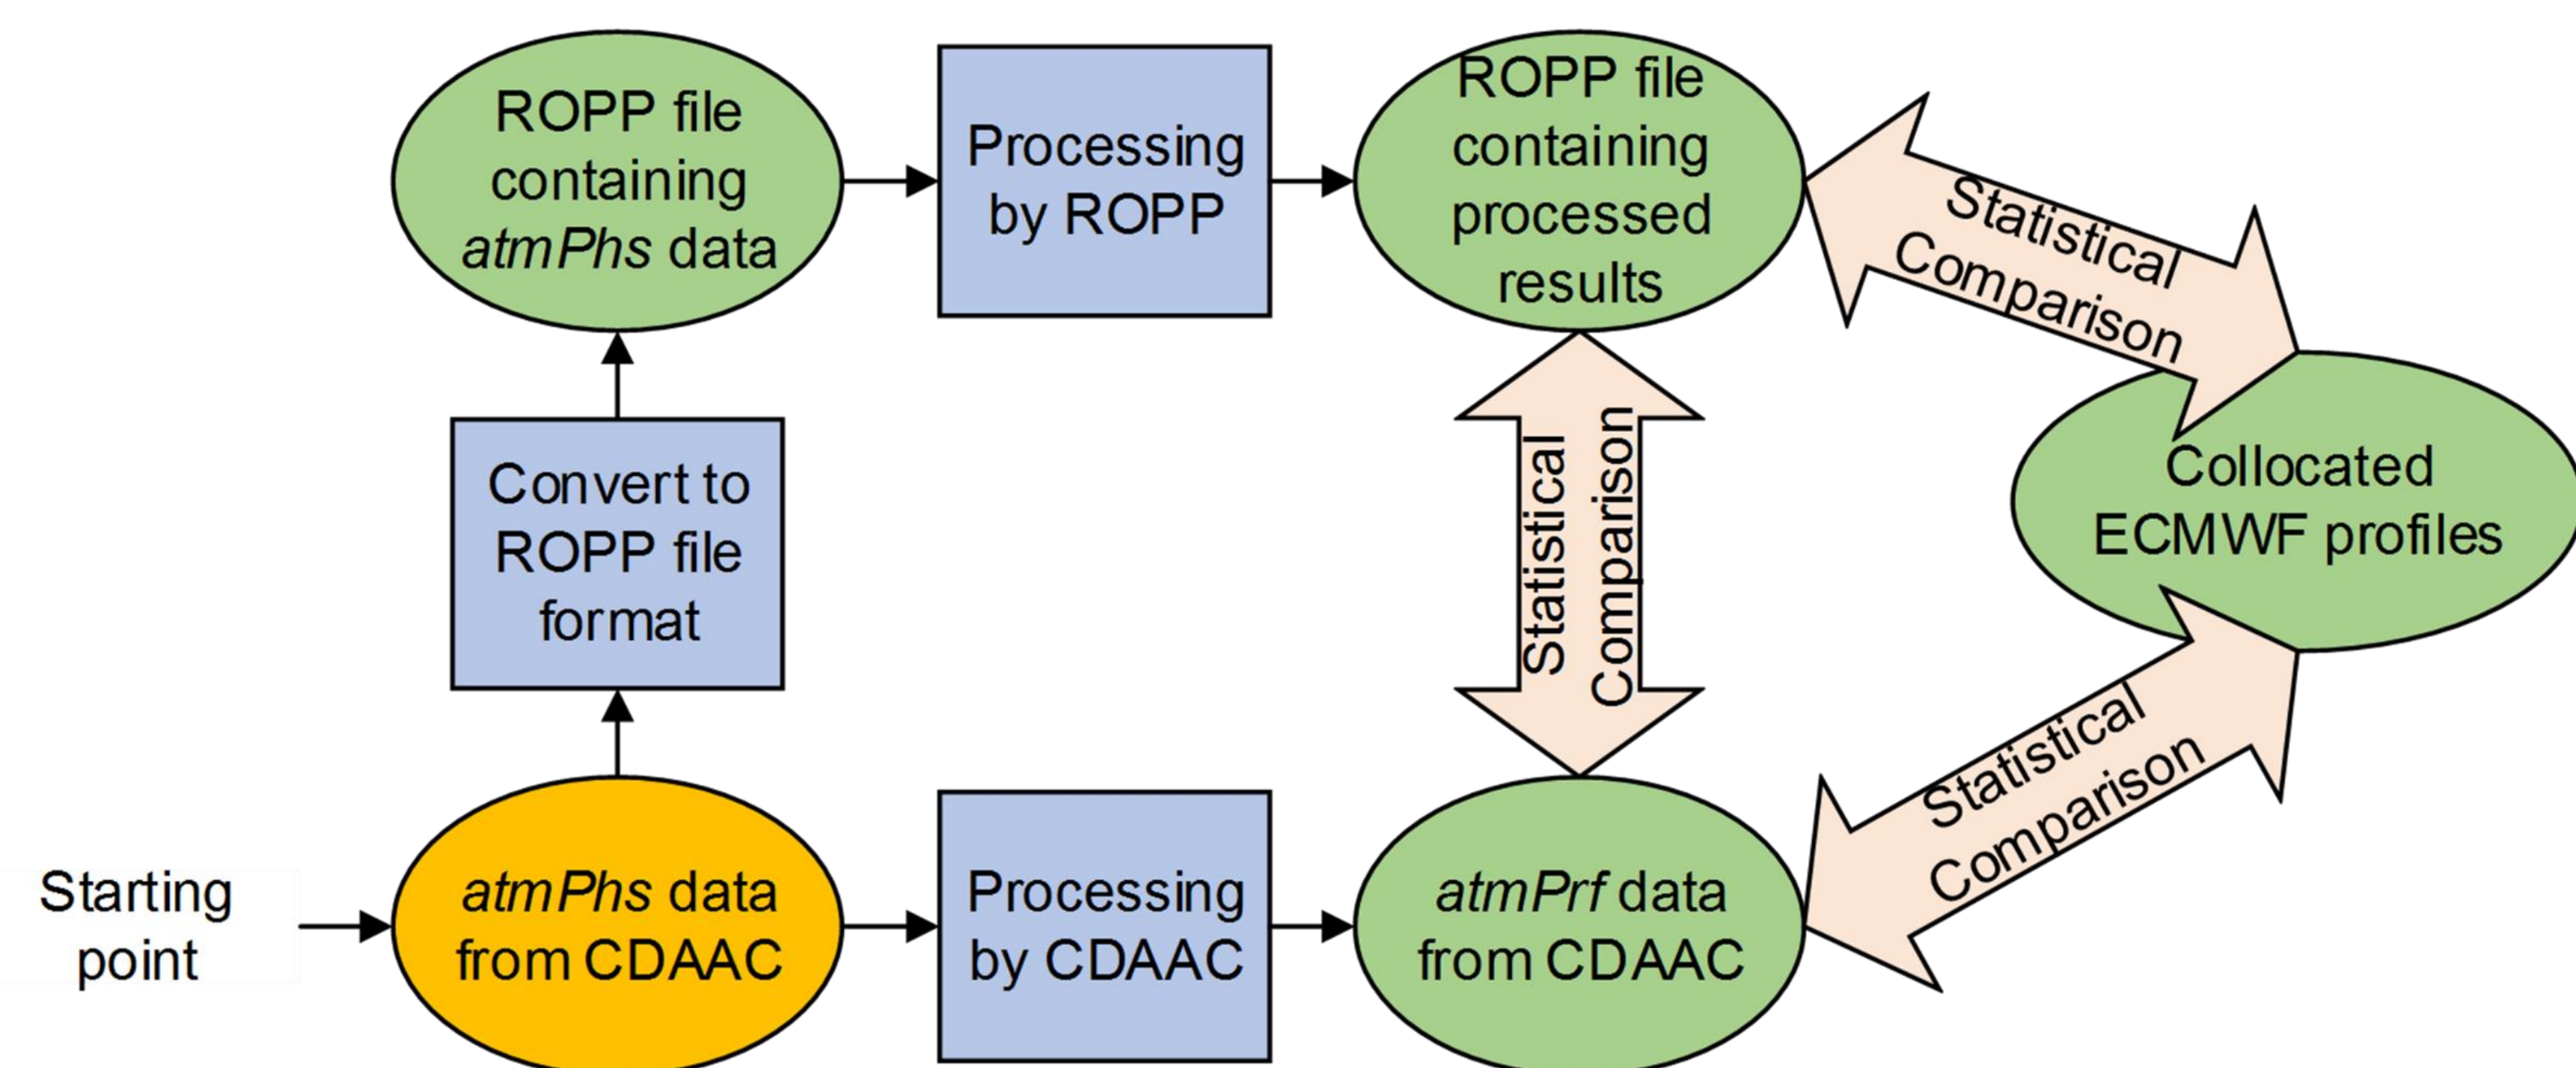 ROPP file
containing
atmPhs data
Processing
by ROPP
ROPP file
containing
processed
results
Statistical
Comparison
Convert to
ROPP file
format
Statistical
Comparison
Collocated
ECMWF profiles
Starting
point
atmPhs data
from CDAAC
Processing
by CDAAC
atmPrf data
from CDAAC
Statistical
Comparison